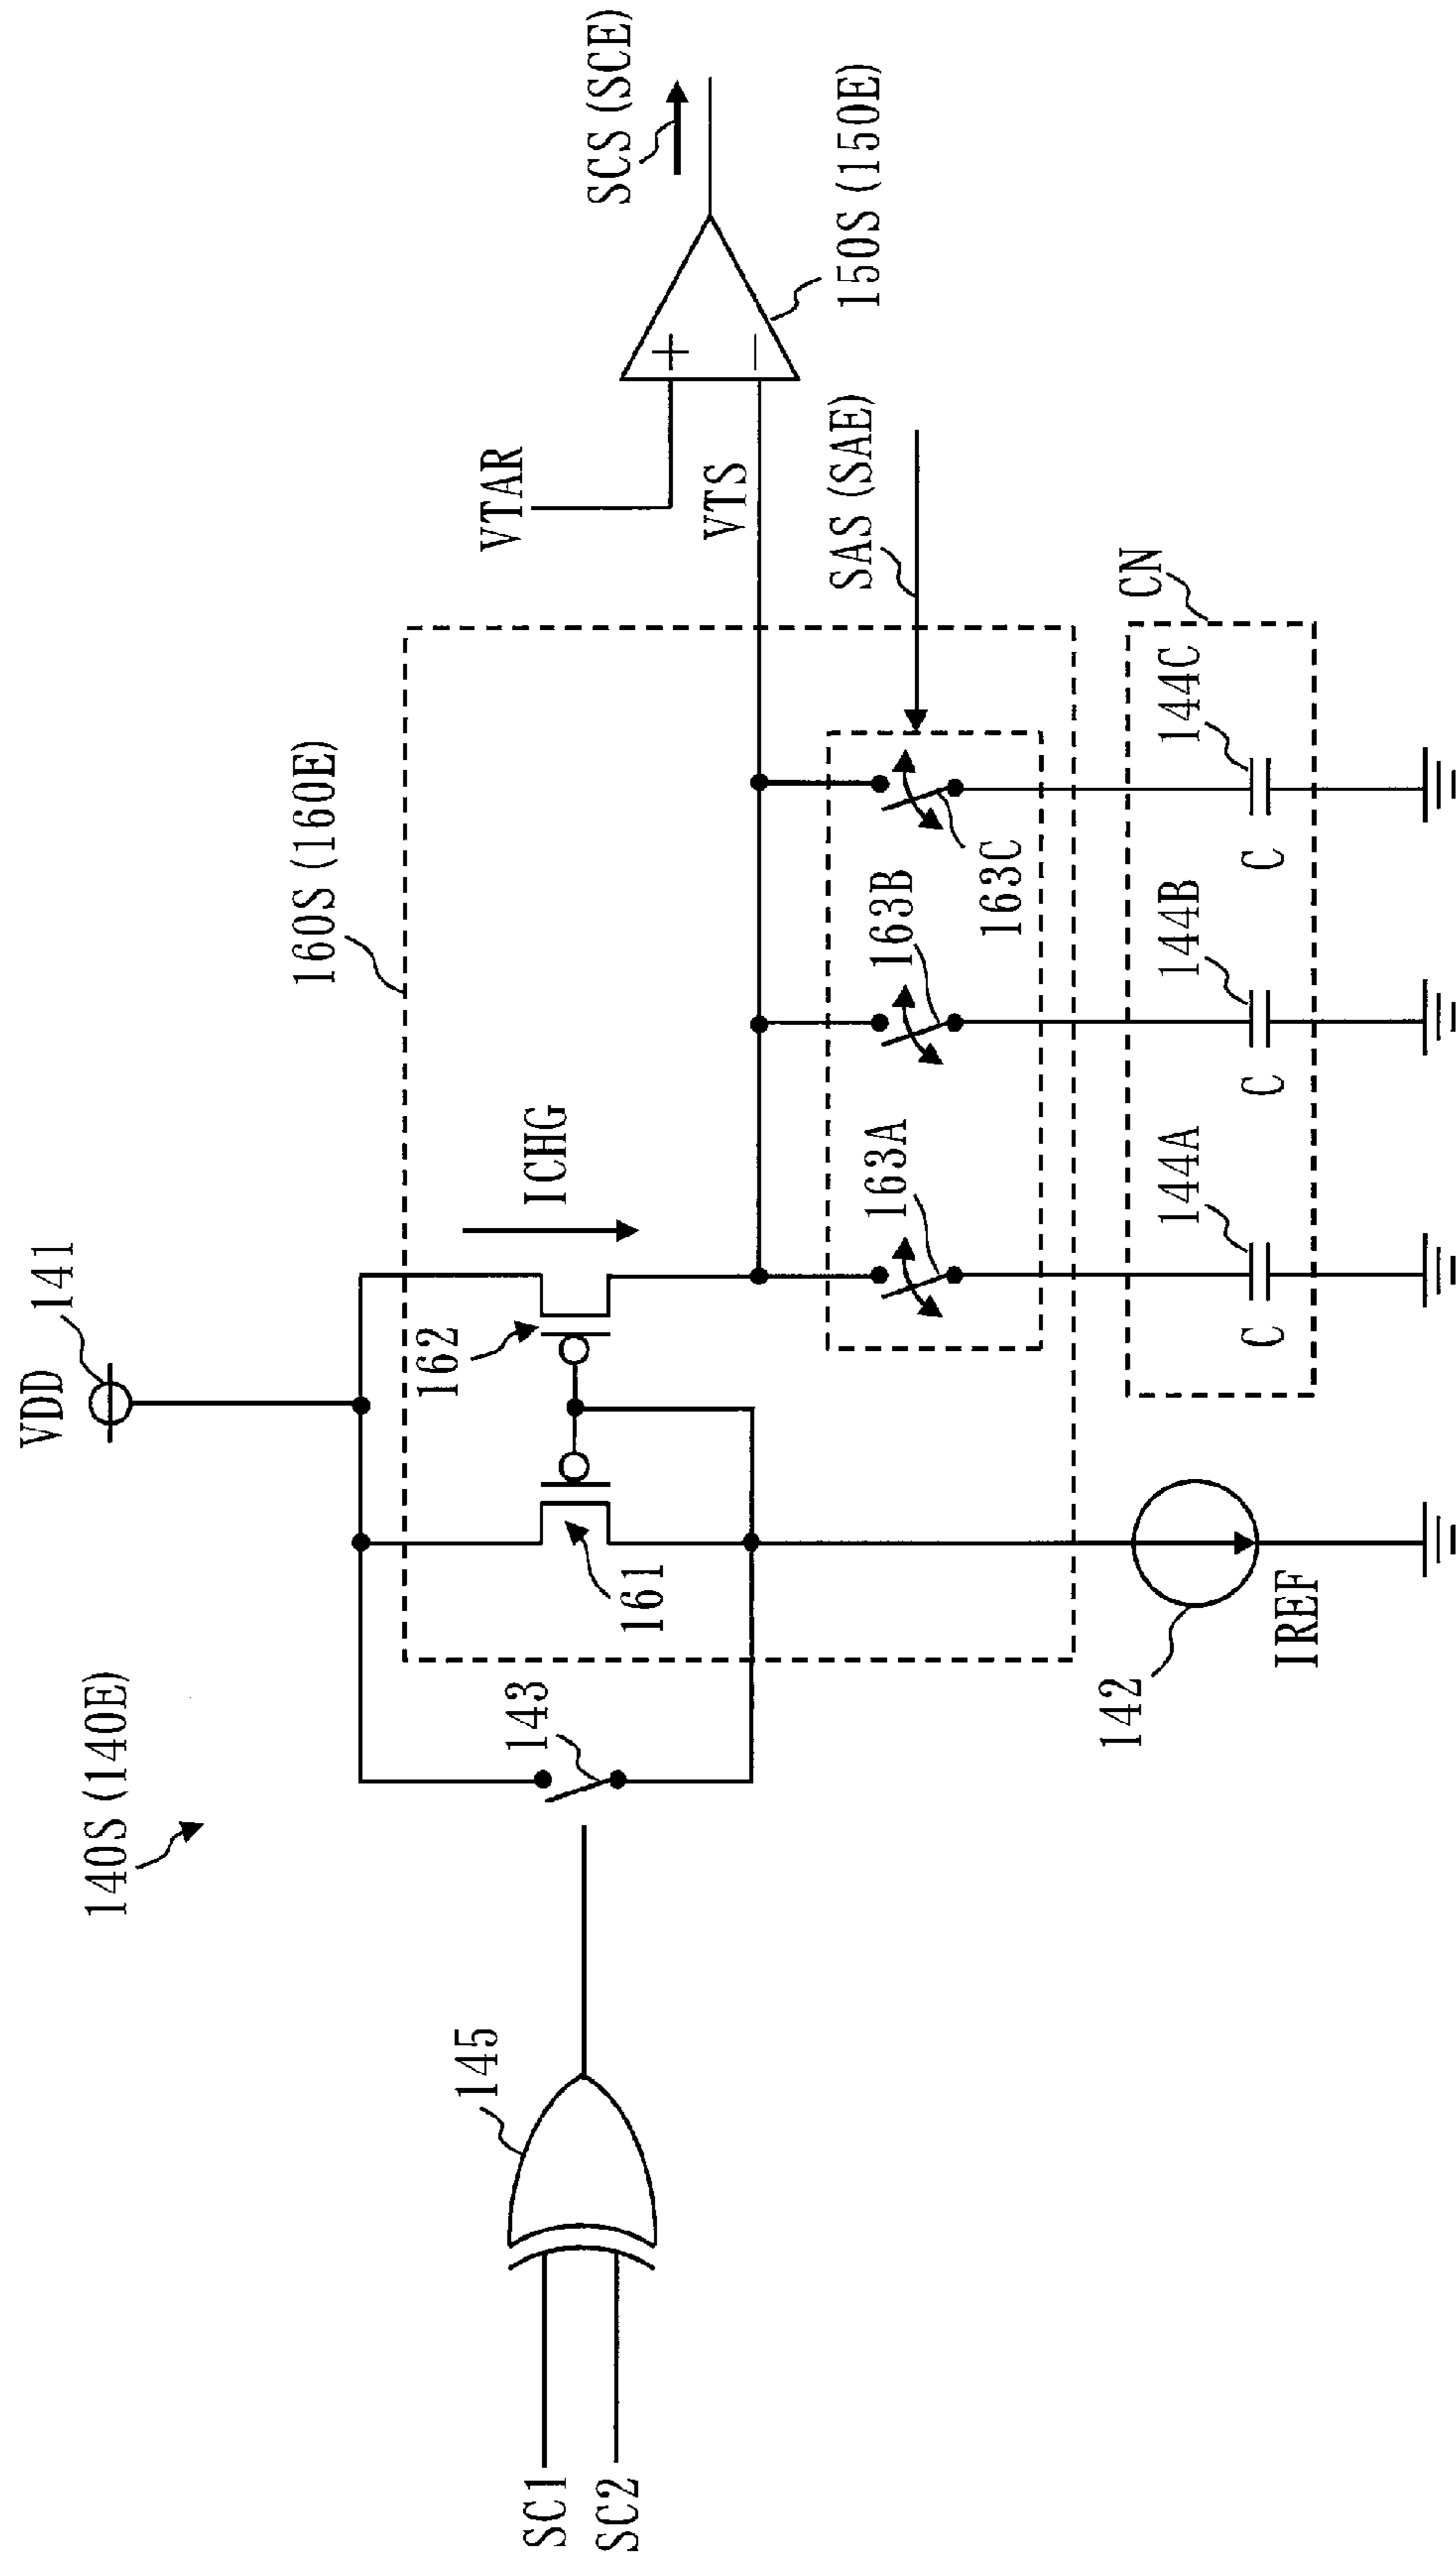 140S (140E)
VDD
141
160S (160E)
SCS (SCE)
VTAR
VTS
150S (150E)
+
−
ICHG
162
161
143
145
SC1
SC2
SAS (SAE)
163A
163B
163C
CN
144A
144B
144C
C
C
C
142
IREF